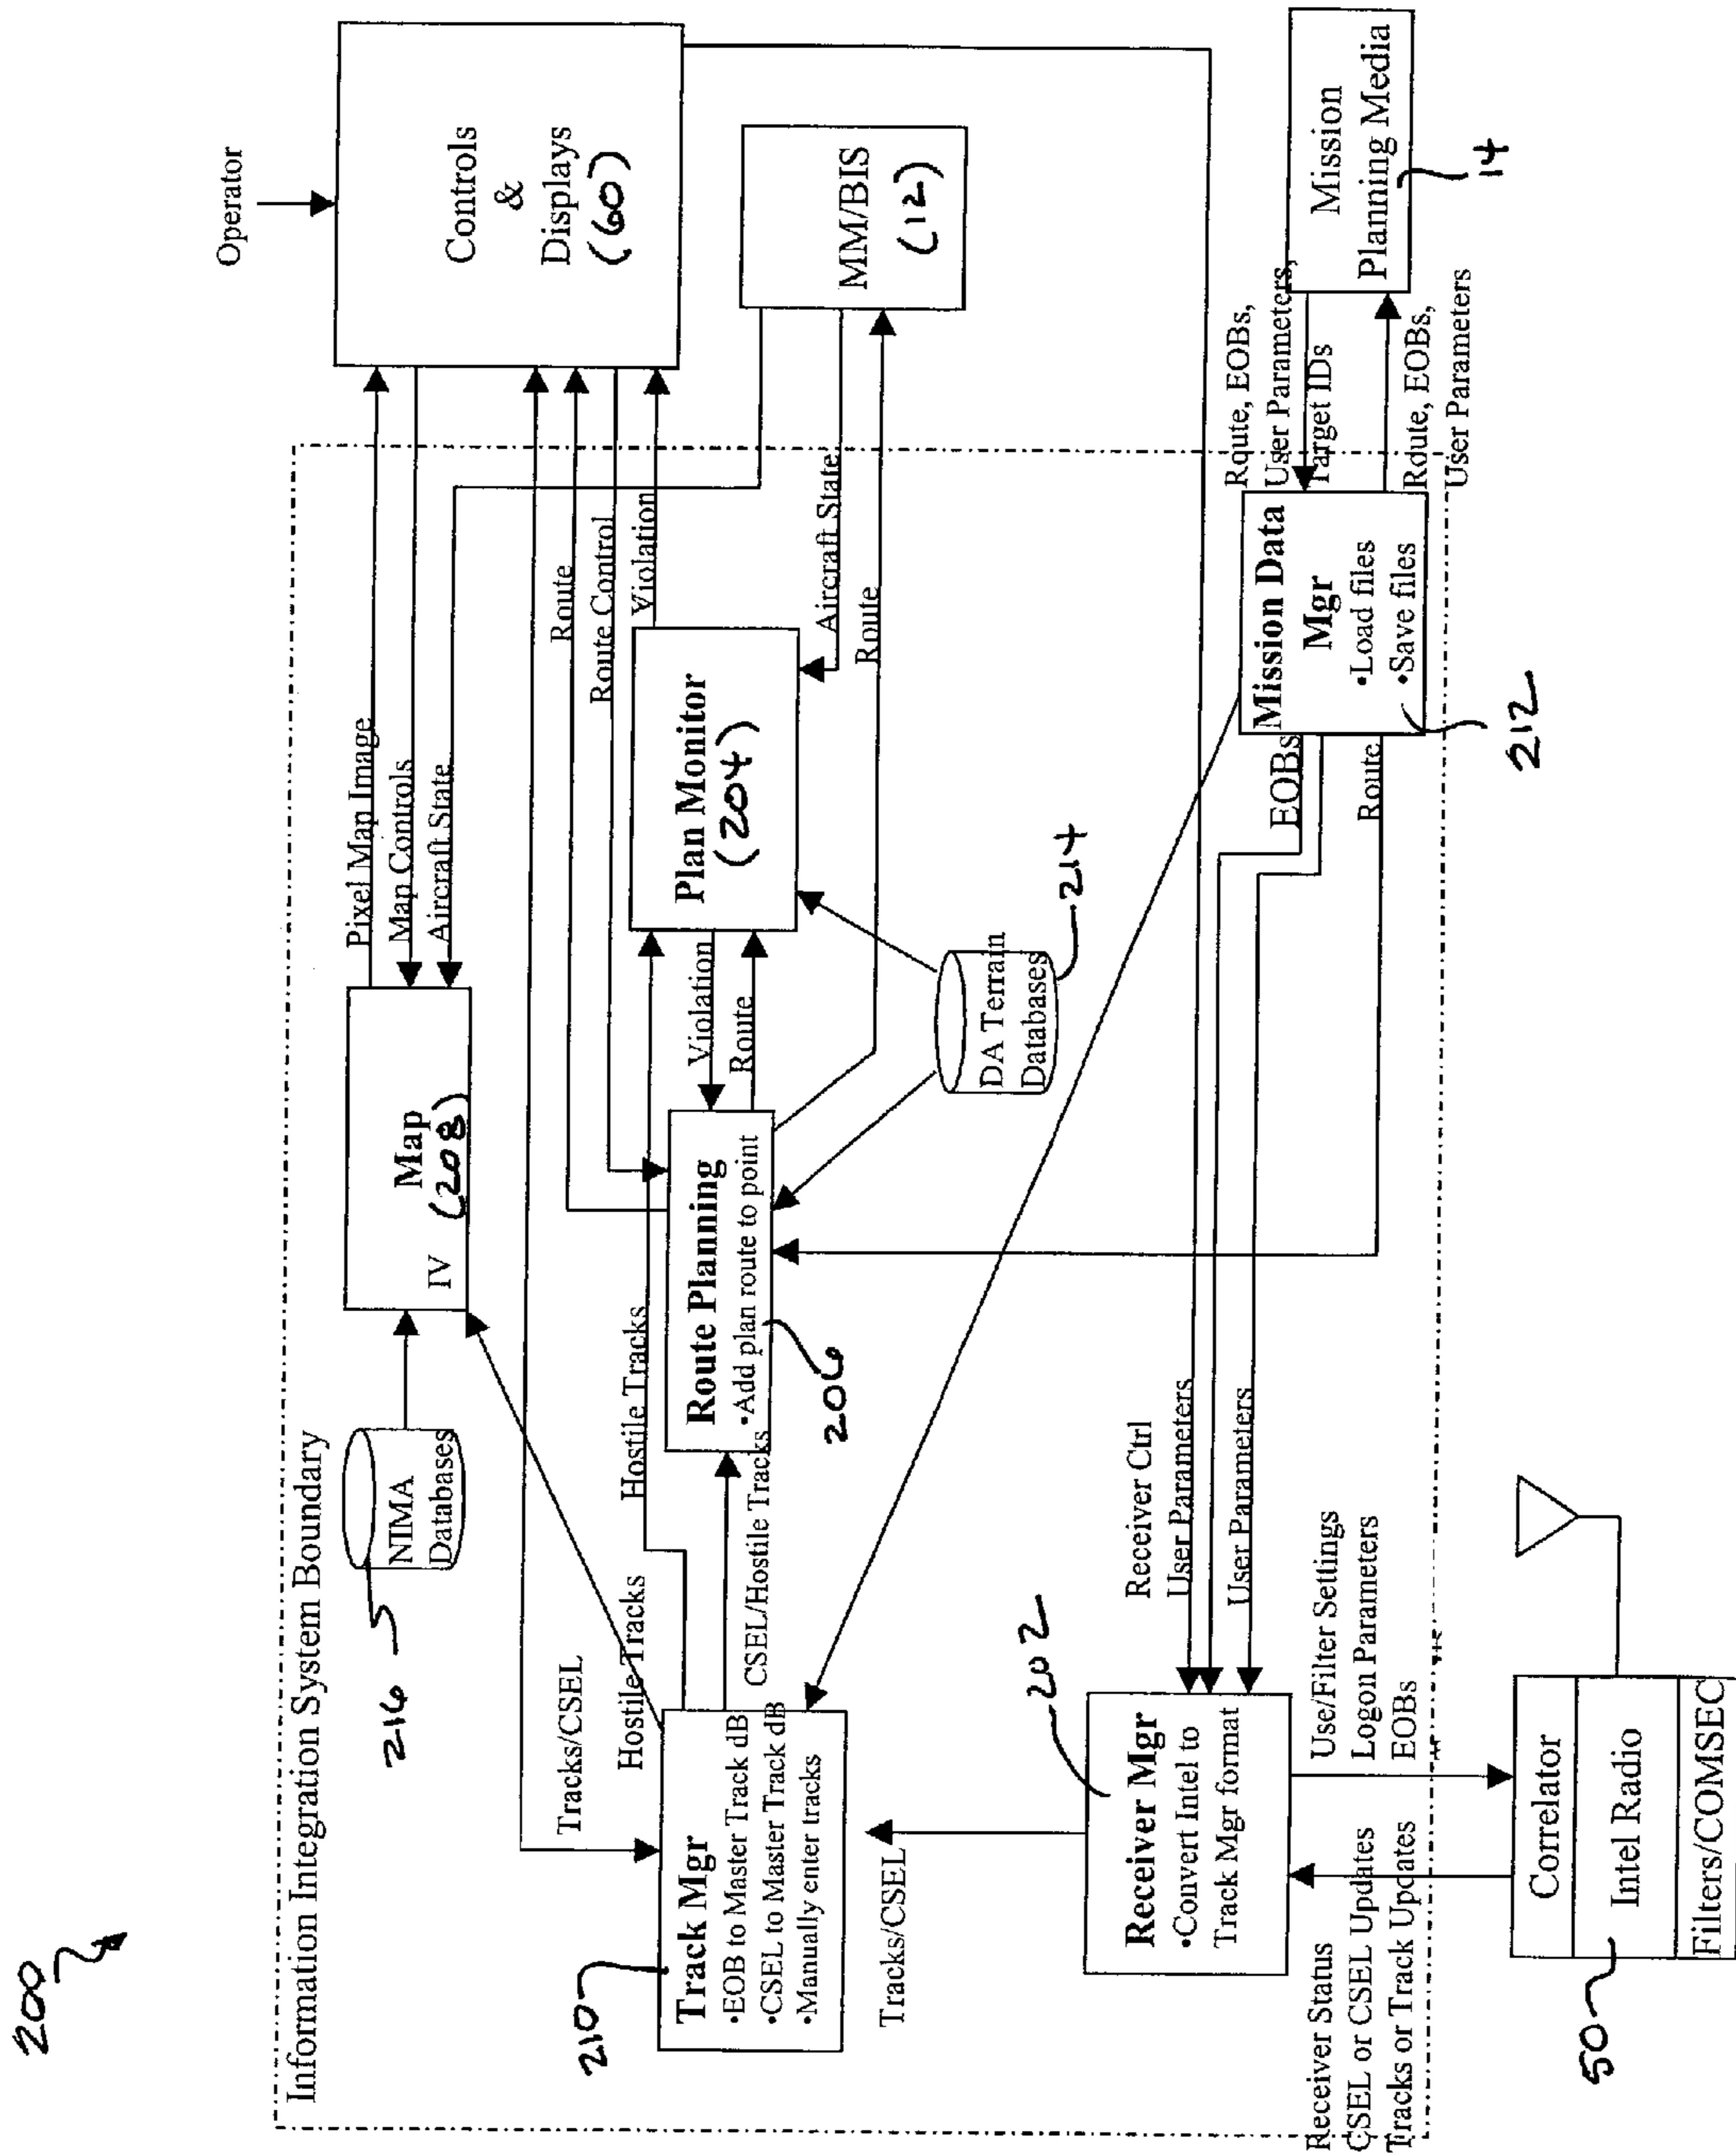 200
Information Integration System Boundary
216
NIMA
Databases
Map
(208)
IV
Pixel Map Image
Map Controls
Aircraft State
Operator
Controls
&
Displays
(60)
Tracks/CSEL
Hostile Tracks
Hostile Tracks
Route
Route Control
Violation
210
Track Mgr
•EOB to Master Track dB
•CSEL to Master Track dB
•Manually enter tracks
CSEL/Hostile Tracks
Route Planning
•Add plan route to point
206
Violation
Route
Plan Monitor
(204)
Aircraft State
Route
MM/BIS
(12)
DA Terrain
Databases
214
Tracks/CSEL
202
Receiver Mgr
•Convert Intel to
Track Mgr format
Receiver Ctrl
User Parameters
User Parameters
EOBs
Route
Mission Data
Mgr
•Load files
•Save files
212
Route, EOBs,
User Parameters,
Target IDs
Route, EOBs,
User Parameters
Mission
Planning Media
14
Receiver Status
CSEL or CSEL Updates
Tracks or Track Updates
Use/Filter Settings
Logon Parameters
EOBs
50
Correlator
Intel Radio
Filters/COMSEC